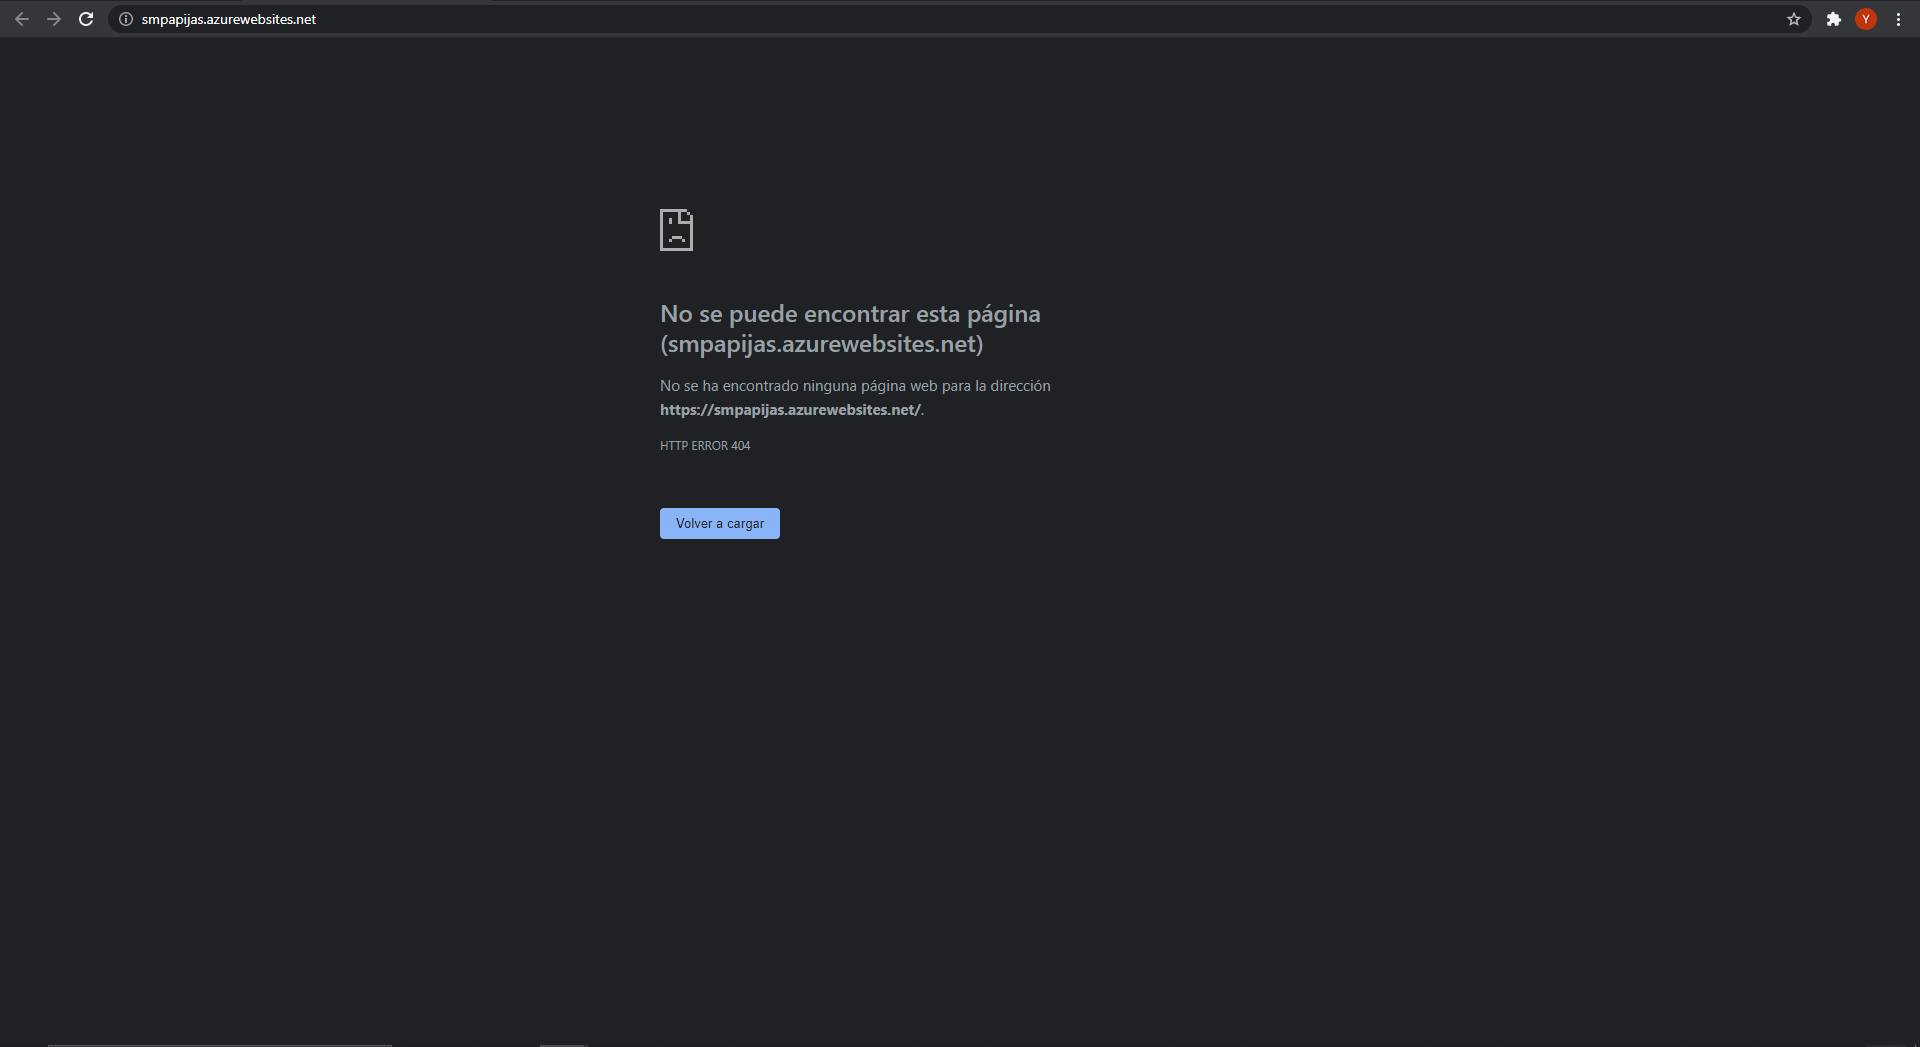 smpapijas.azurewebsites.net
Y
No se puede encontrar esta página
(smpapijas.azurewebsites.net)
No se ha encontrado ninguna página web para la dirección
https://smpapijas.azurewebsites.net/.
HTTP ERROR 404
Volver a cargar